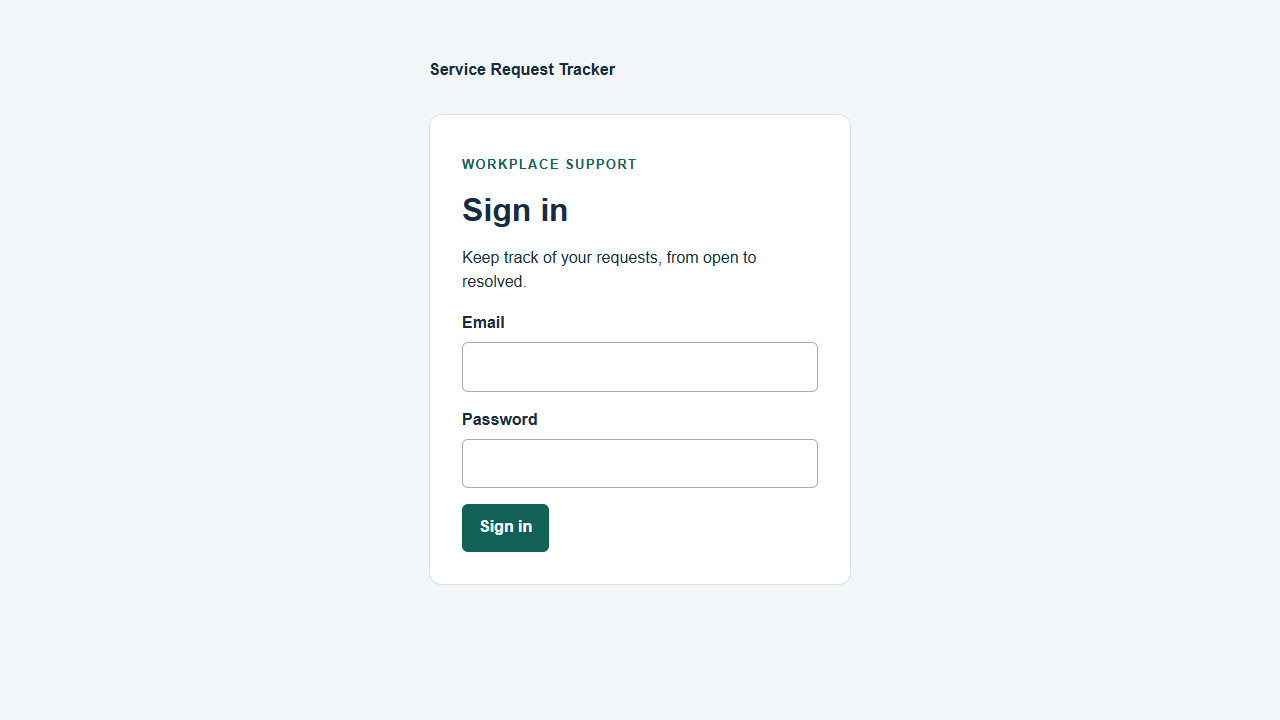 Service Request Tracker
WORKPLACE SUPPORT
Sign in
Keep track of your requests, from open to
resolved.
Email
Password
Sign in